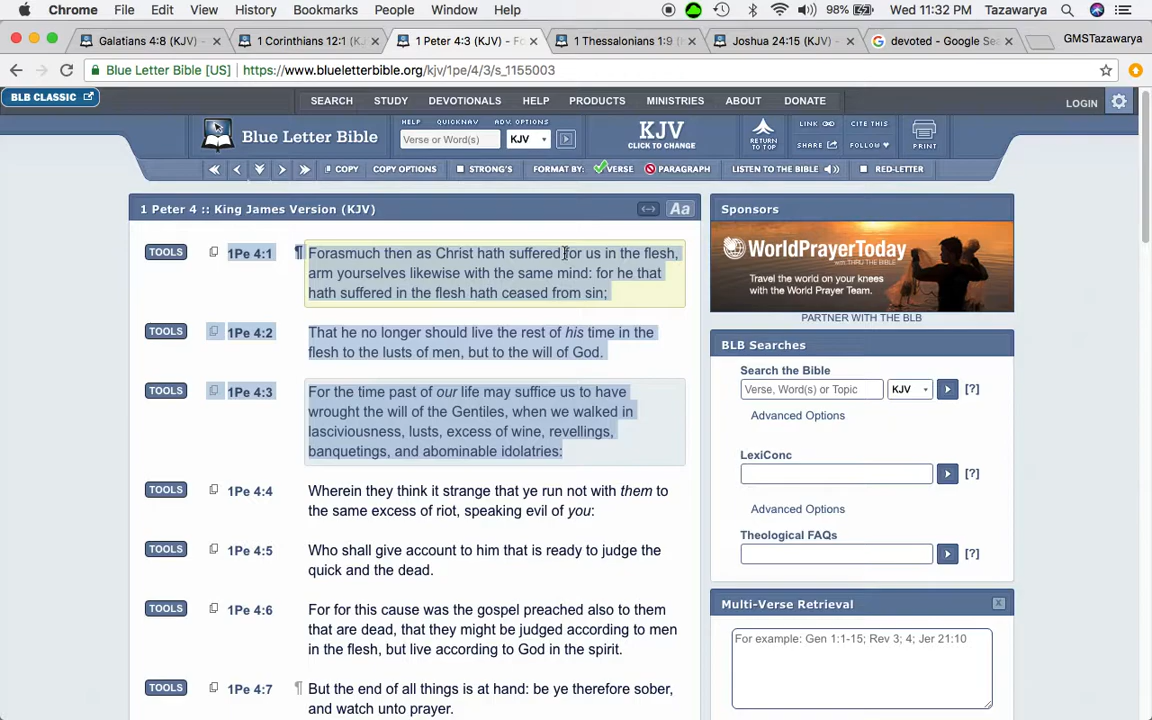 Chrome File Edit View History Bookmarks People Window Help 98% Wed 11:32 PM Tazawarya
Galatians 4:8 (KJV) × 1 Corinthians 12:1 (KJV) × 1 Peter 4:3 (KJV) - Fo × 1 Thessalonians 1:9 (KJV) × Joshua 24:15 (KJV) × devoted - Google Sea × GMSTazawarya
Blue Letter Bible [US] https://www.blueletterbible.org/kjv/1pe/4/3/s_1155003
BLB CLASSIC SEARCH STUDY DEVOTIONALS HELP PRODUCTS MINISTRIES ABOUT DONATE LOGIN
HELP QUICKNAV ADV. OPTIONS
Blue Letter Bible Verse or Word(s) KJV
KJV
CLICK TO CHANGE
RETURN
TO TOP
LINK CITE THIS
SHARE FOLLOW
PRINT
COPY COPY OPTIONS STRONG'S FORMAT BY: VERSE PARAGRAPH LISTEN TO THE BIBLE RED-LETTER
1 Peter 4 :: King James Version (KJV) Aa
TOOLS 1Pe 4:1 ¶ Forasmuch then as Christ hath suffered for us in the flesh,
arm yourselves likewise with the same mind: for he that
hath suffered in the flesh hath ceased from sin;
TOOLS 1Pe 4:2 That he no longer should live the rest of his time in the
flesh to the lusts of men, but to the will of God.
TOOLS 1Pe 4:3 For the time past of our life may suffice us to have
wrought the will of the Gentiles, when we walked in
lasciviousness, lusts, excess of wine, revellings,
banquetings, and abominable idolatries:
TOOLS 1Pe 4:4 Wherein they think it strange that ye run not with them to
the same excess of riot, speaking evil of you:
TOOLS 1Pe 4:5 Who shall give account to him that is ready to judge the
quick and the dead.
TOOLS 1Pe 4:6 For for this cause was the gospel preached also to them
that are dead, that they might be judged according to men
in the flesh, but live according to God in the spirit.
TOOLS 1Pe 4:7 ¶ But the end of all things is at hand: be ye therefore sober,
and watch unto prayer.
Sponsors
WorldPrayerToday.
with THRU the BIBLE
Renew your mind as you
travel the world on your
knees with the World Prayer Team.
PARTNER WITH THE BLB
BLB Searches
Search the Bible
Verse, Word(s) or Topic KJV [?]
Advanced Options
LexiConc
[?]
Advanced Options
Theological FAQs
[?]
Multi-Verse Retrieval x
For example: Gen 1:1-15; Rev 3; 4; Jer 21:10